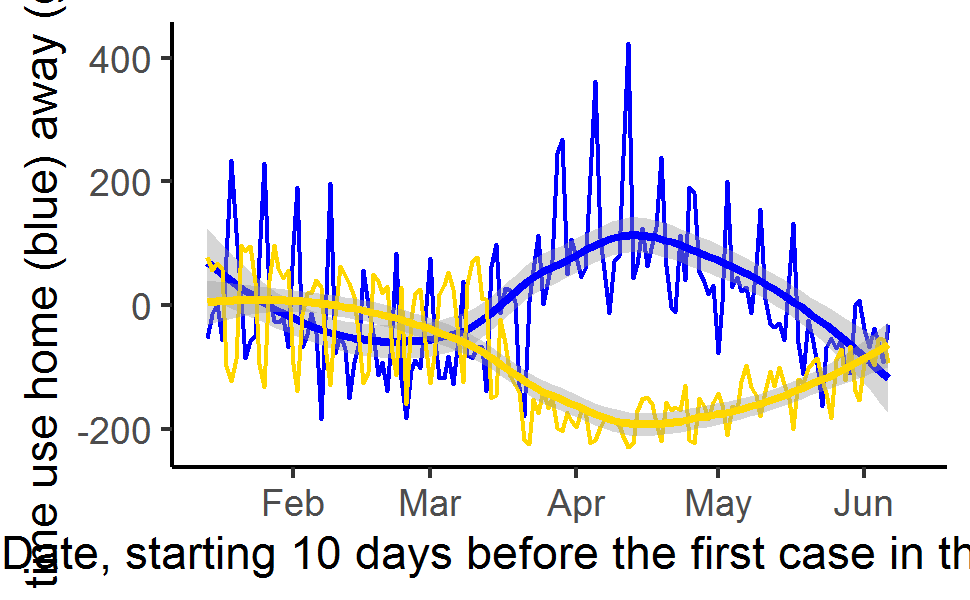 time use home (blue) away (
400
200
0
-200
Feb Mar Apr May Jun
Date, starting 10 days before the first case in th